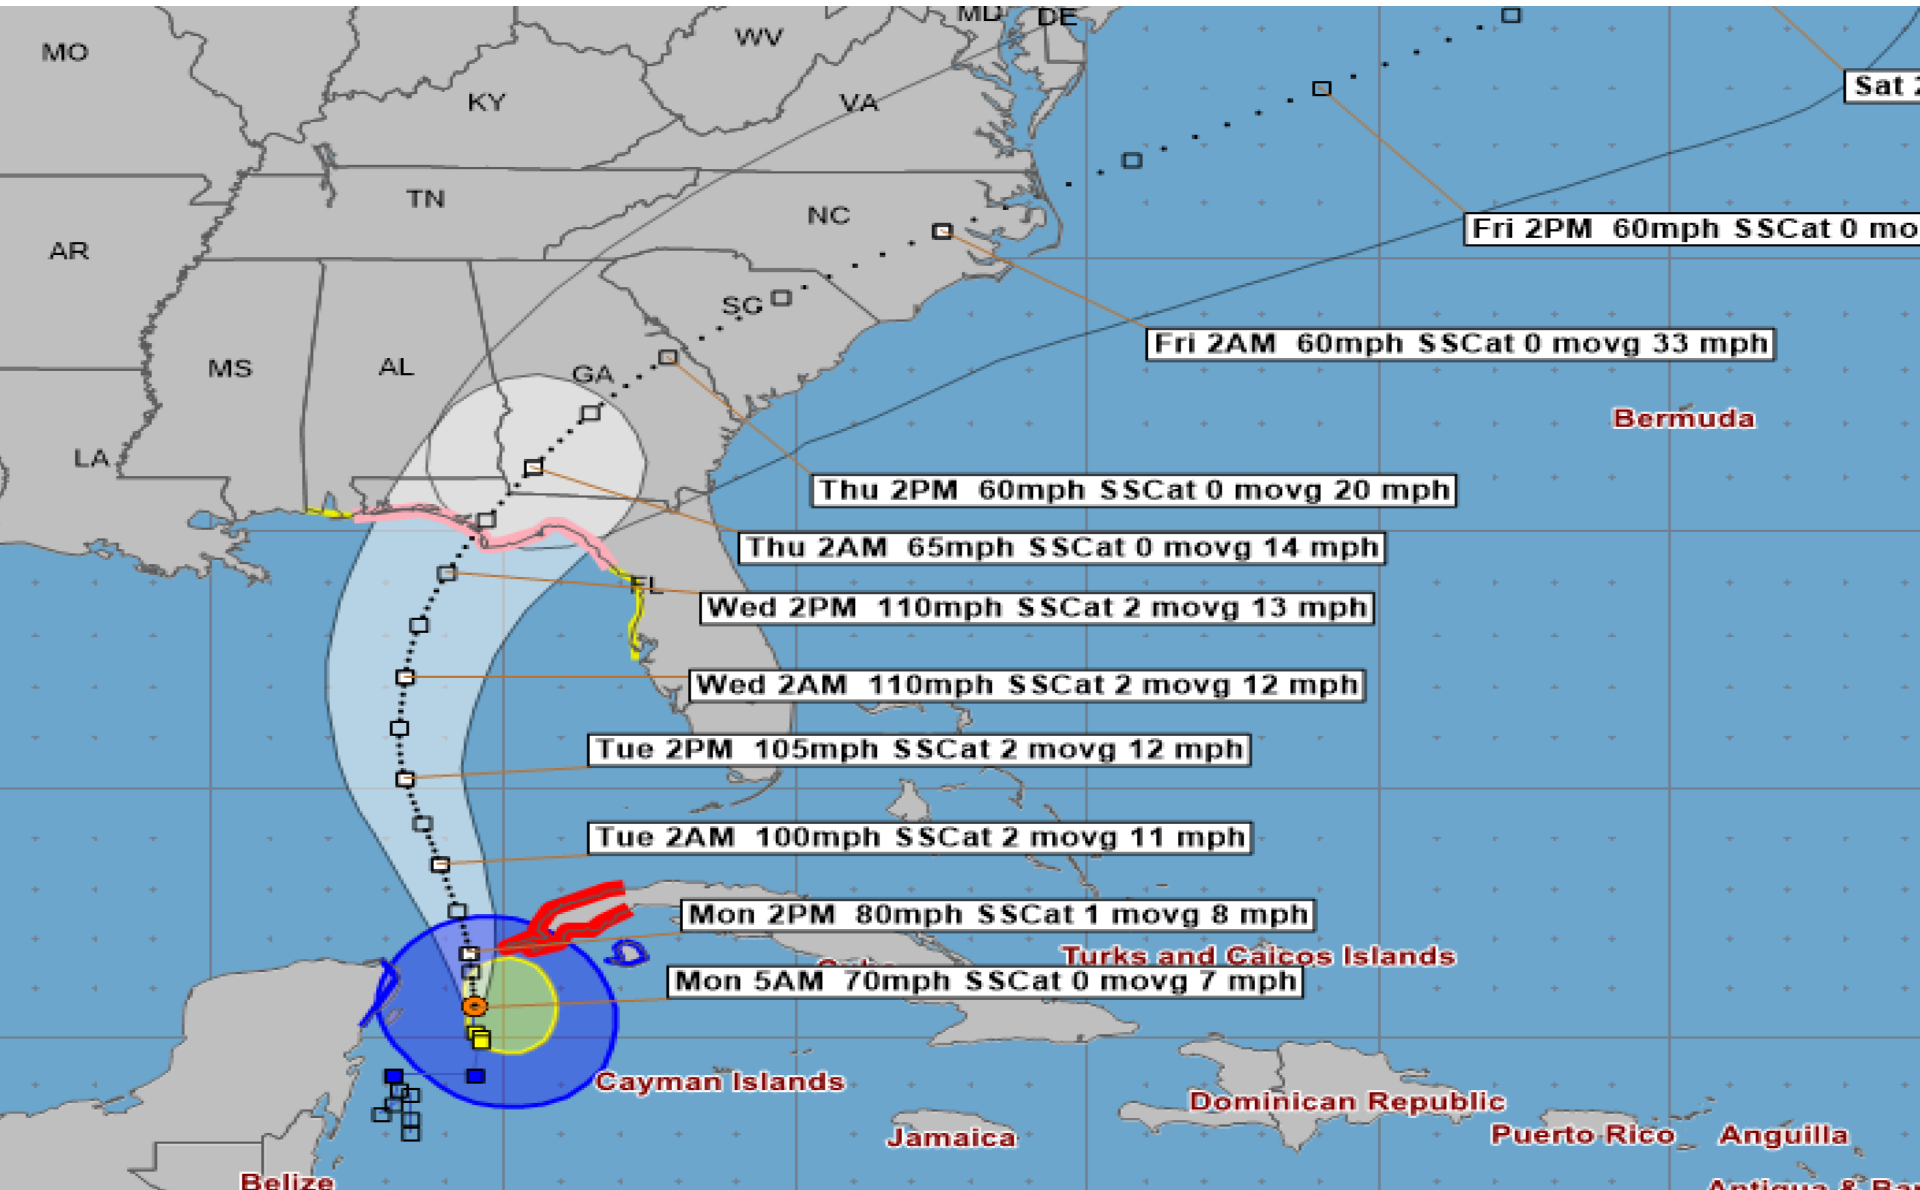 MD
DE
MO
WV
KY
VA
Sat
TN
NC
Fri 2PM 60mph SSCat 0 mo
AR
SC
Fri 2AM 60mph SSCat 0 movg 33 mph
MS
AL
GA
Bermuda
LA
Thu 2PM 60mph SSCat 0 movg 20 mph
Thu 2AM 65mph SSCat 0 movg 14 mph
FL
Wed 2PM 110mph SSCat 2 movg 13 mph
Wed 2AM 110mph SSCat 2 movg 12 mph
Tue 2PM 105mph SSCat 2 movg 12 mph
Tue 2AM 100mph SSCat 2 movg 11 mph
Mon 2PM 80mph SSCat 1 movg 8 mph
Turks and Caicos Islands
Mon 5AM 70mph SSCat 0 movg 7 mph
Cayman Islands
Dominican Republic
Jamaica
Puerto Rico
Anguilla
Belize
Antigua & Bar